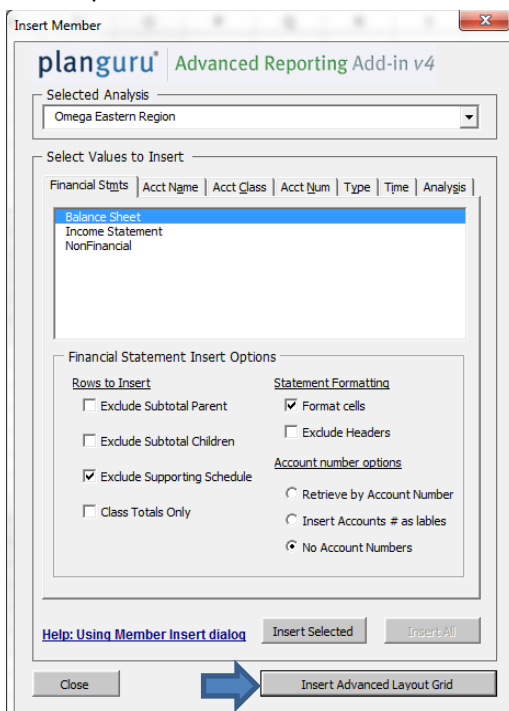 Insert Member
X
planguru Advanced Reporting Add-in v4
Selected Analysis
Omega Eastern Region
Select Values to Insert
Financial Stmts Acct Name Acct Class Acct Num Type Time Analysis
Balance Sheet
Income Statement
NonFinancial
Financial Statement Insert Options
Rows to Insert
Statement Formatting
Exclude Subtotal Parent
Format cells
Exclude Subtotal Children
Exclude Headers
Account number options
Exclude Supporting Schedule
Retrieve by Account Number
Class Totals Only
Insert Accounts # as lables
No Account Numbers
Help: Using Member Insert dialog
Insert Selected
Insert All
Close
Insert Advanced Layout Grid